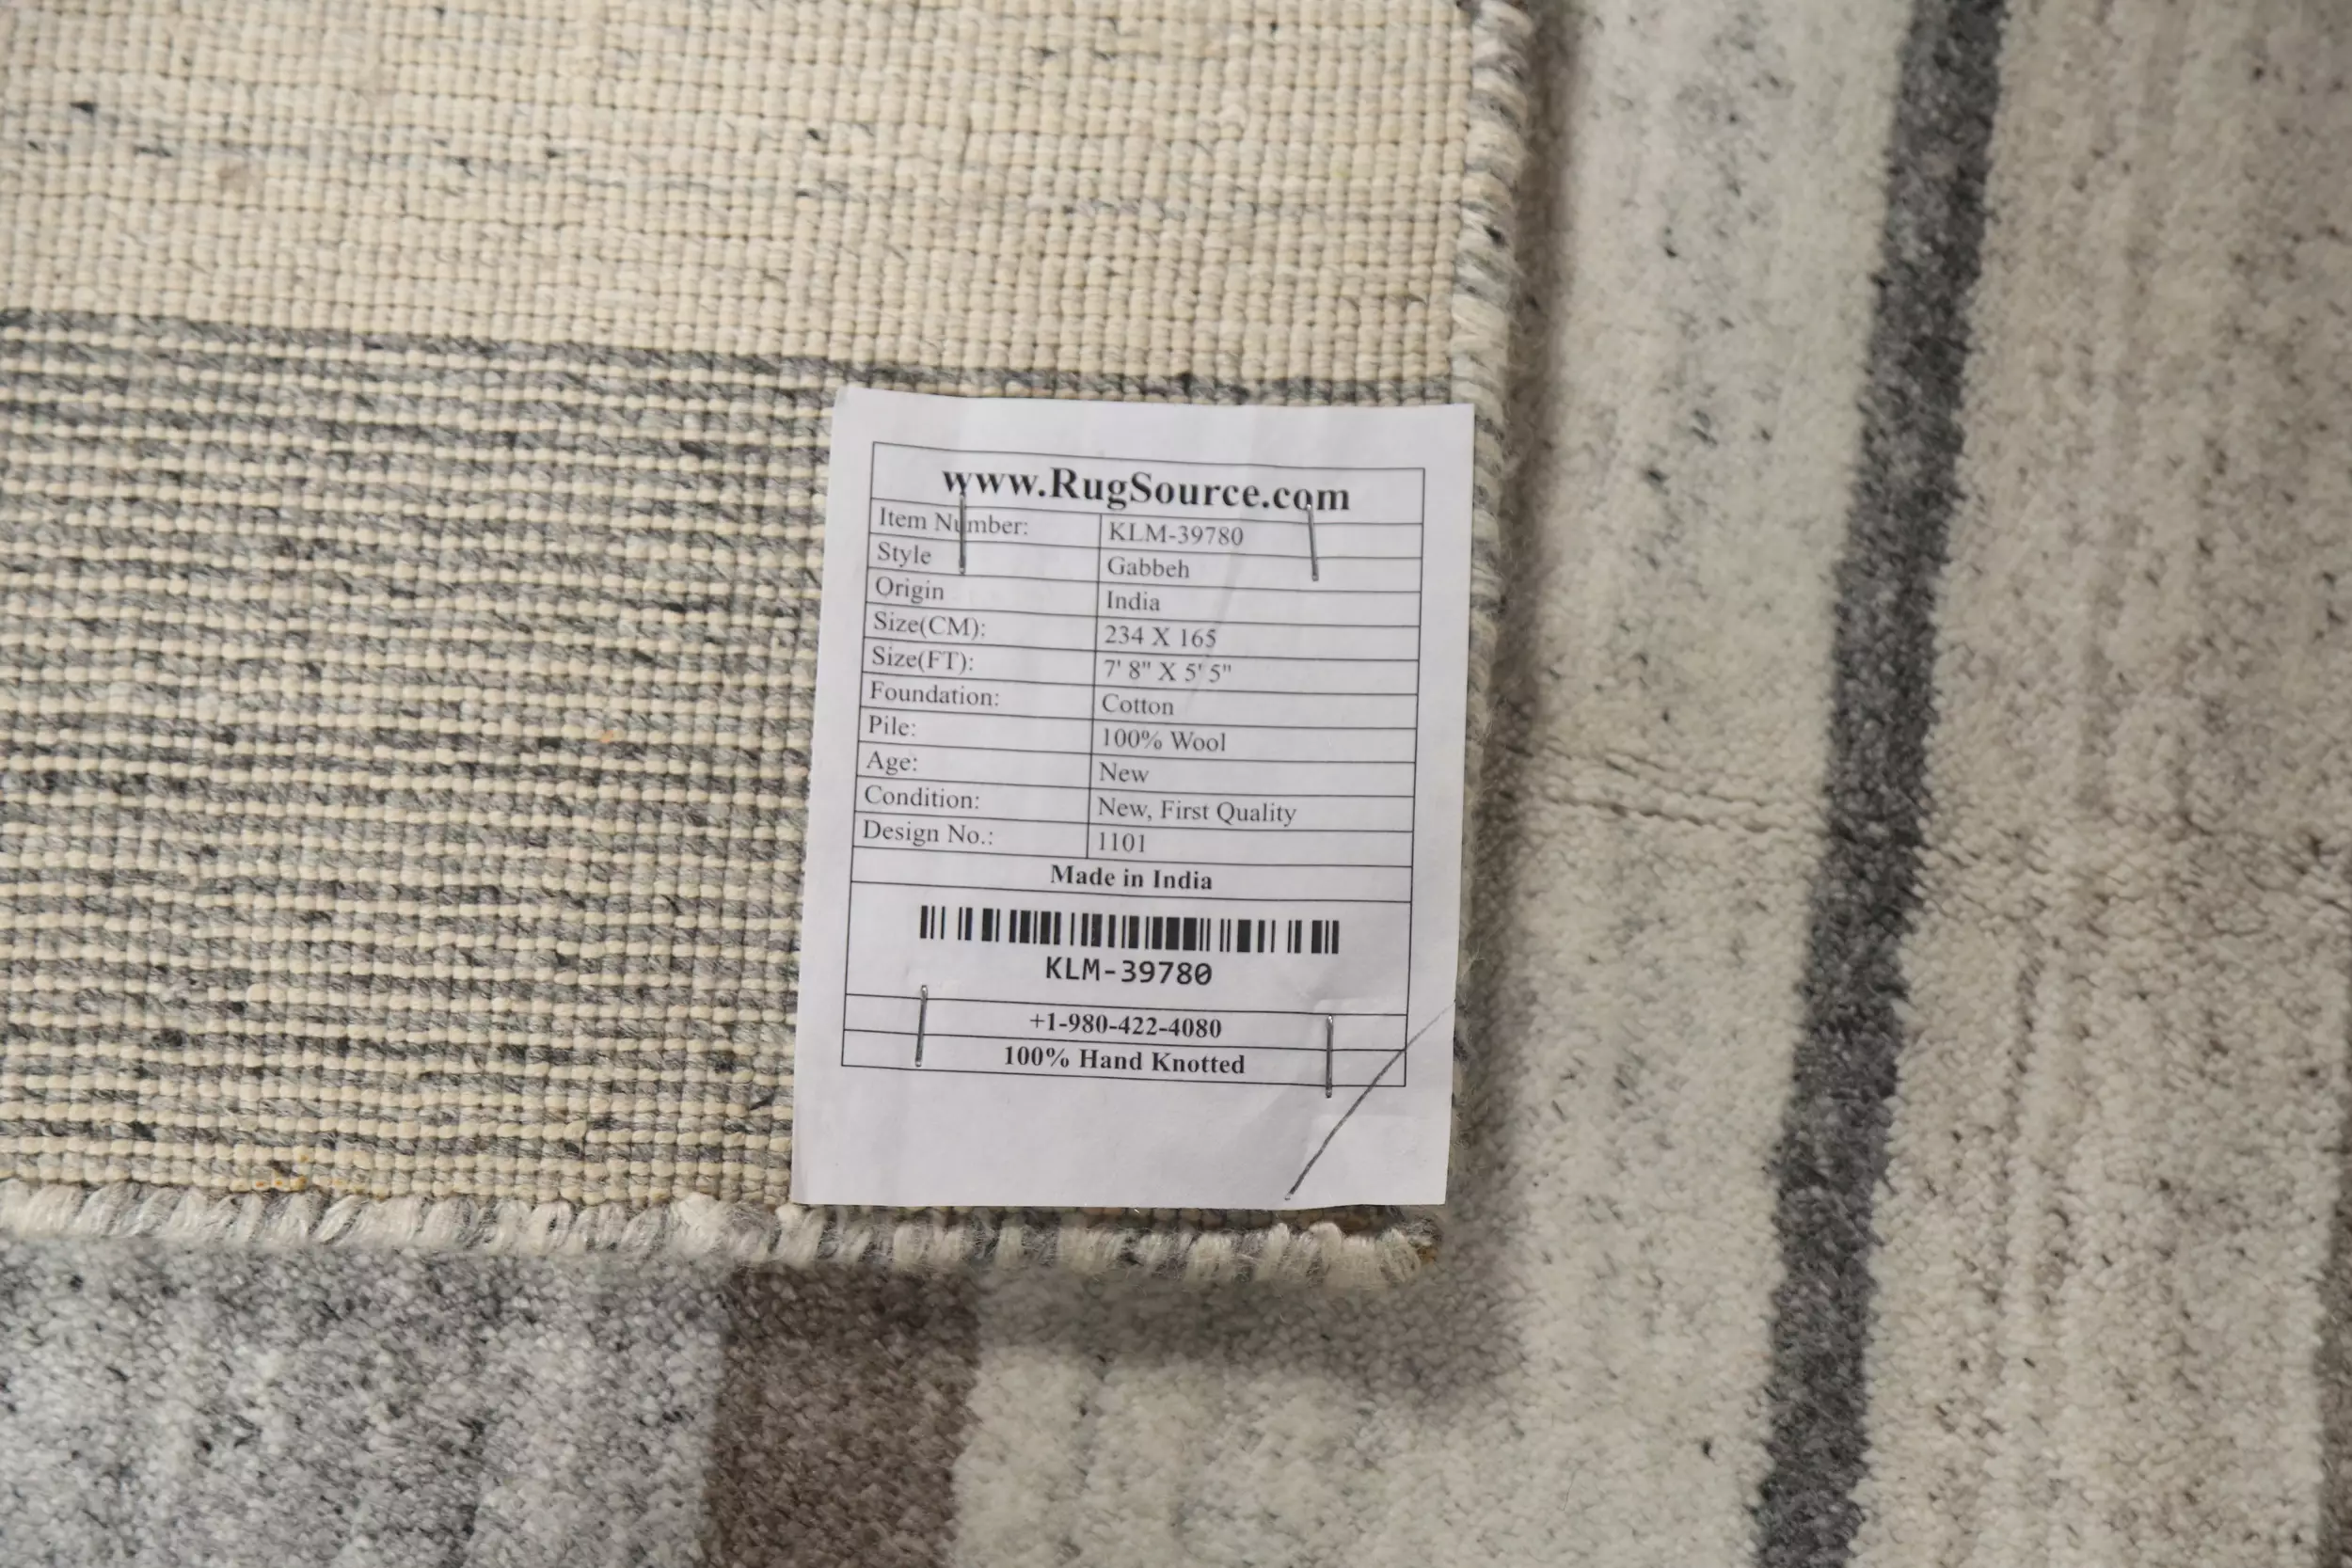 www.RugSource.com
Item Number: KLM-39780
Style Gabbeh
Origin India
Size(CM): 234 X 165
Size(FT): 7' 8" X 5' 5"
Foundation: Cotton
Pile: 100% Wool
Age: New
Condition: New, First Quality
Design No.: 1101
Made in India
KLM-39780
+1-980-422-4080
100% Hand Knotted